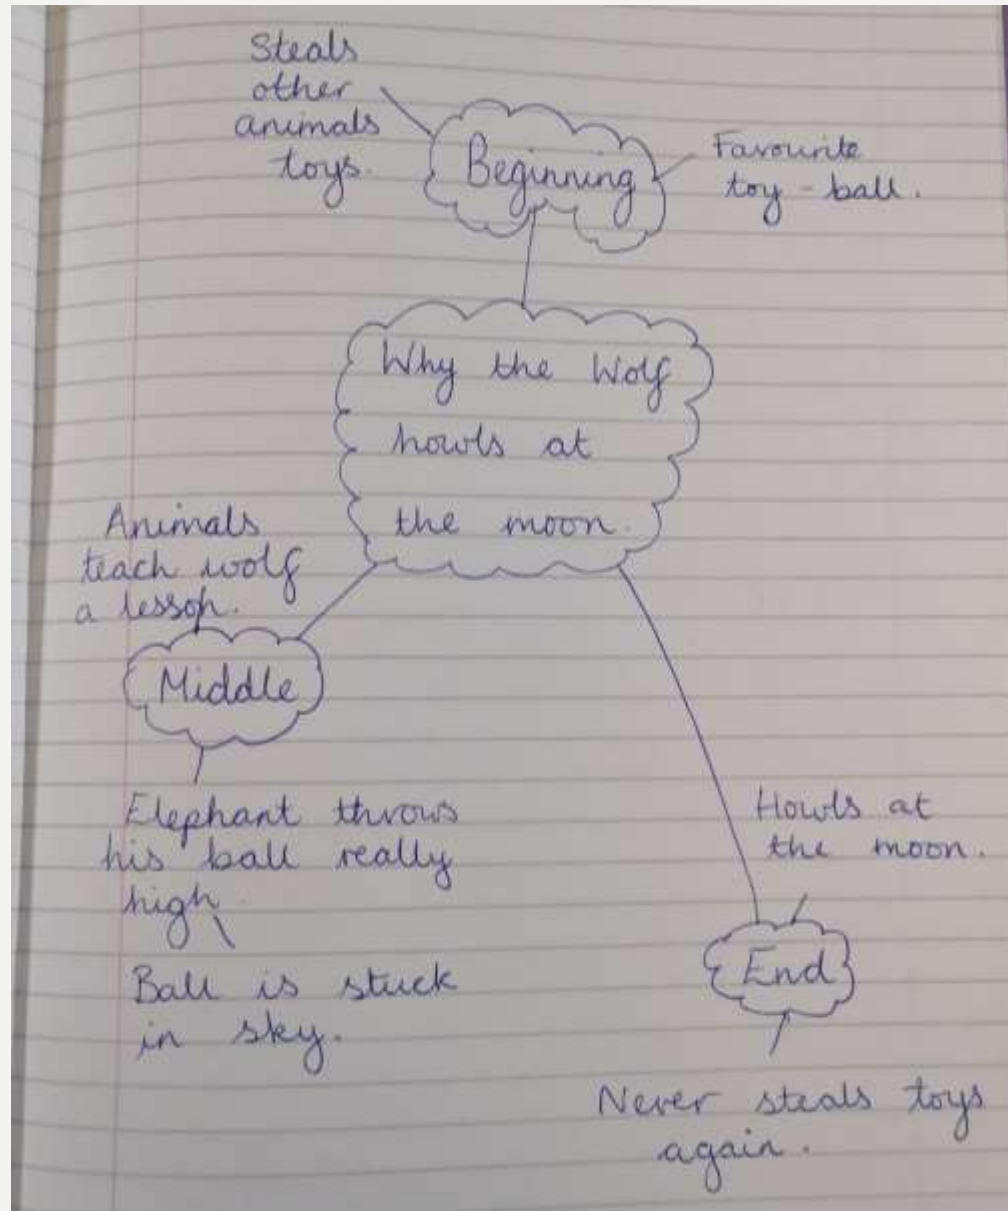 Steals
other
animals
toys.
Beginning
Favourite
toy - ball.
Why the Wolf
howls at
the moon.
Animals
teach wolf
a lesson.
Middle
Elephant throws
his ball really
high
Ball is stuck
in sky.
Howls at
the moon.
End
Never steals toys
again.